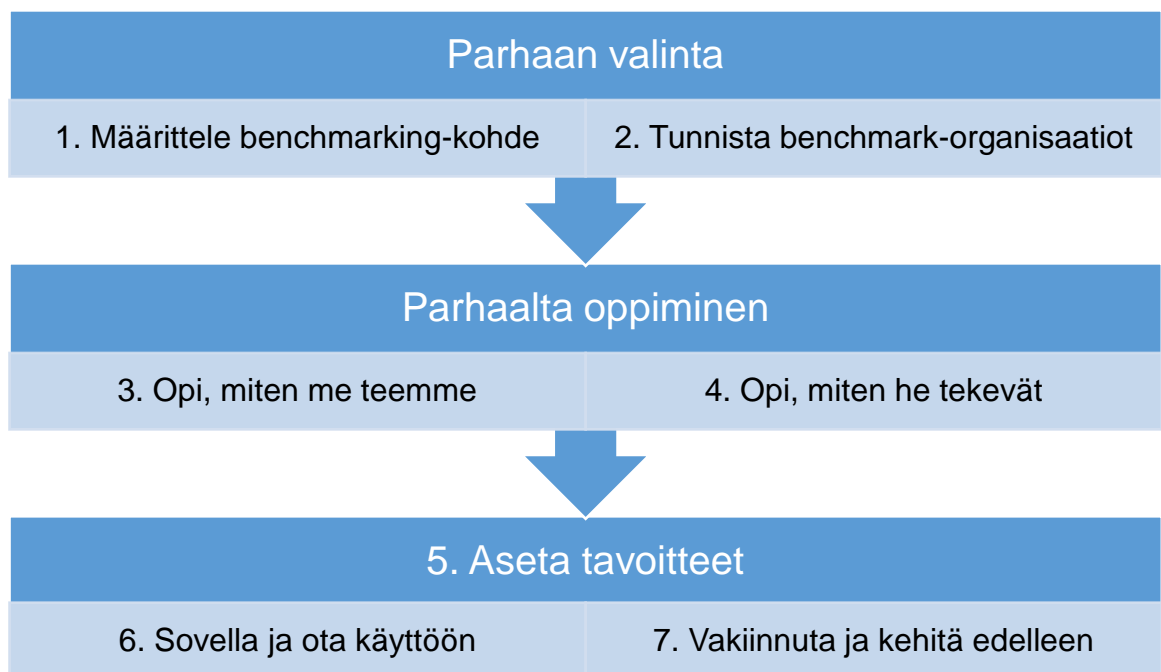 Parhaan valinta
1. Määrittele benchmarking-kohde
2. Tunnista benchmark-organisaatiot
Parhaalta oppiminen
3. Opi, miten me teemme
4. Opi, miten he tekevät
5. Aseta tavoitteet
6. Sovella ja ota käyttöön
7. Vakiinnuta ja kehitä edelleen